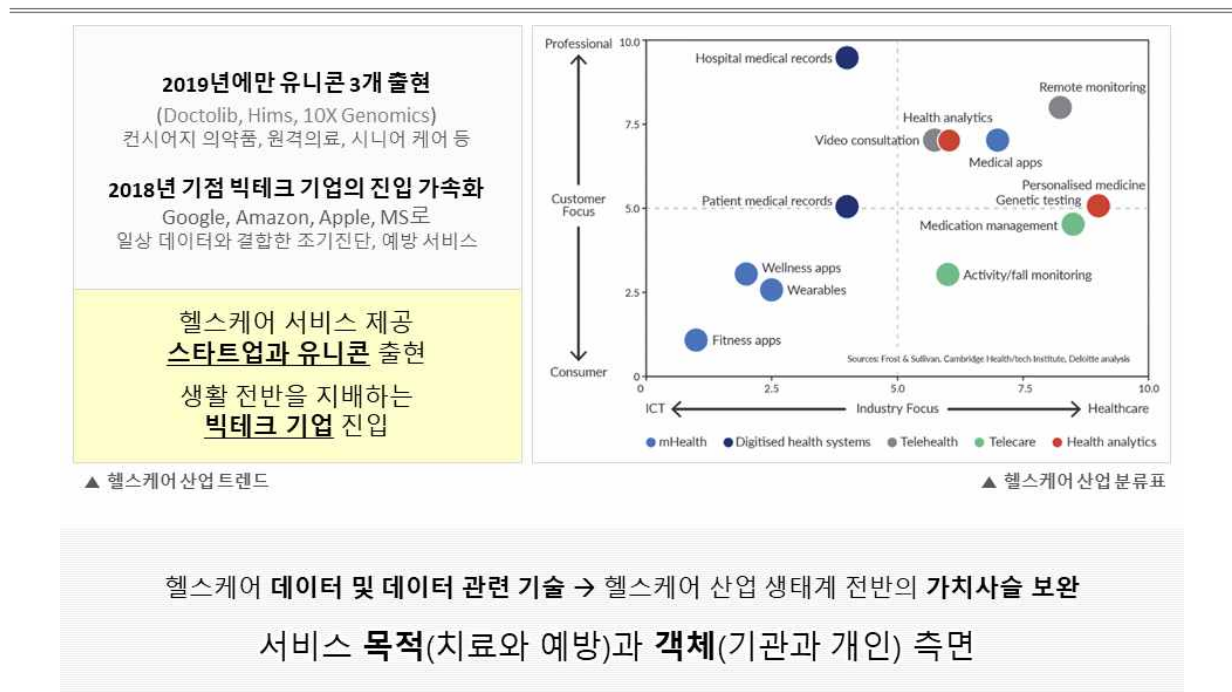 2019년에만 유니콘 3개 출현
(Doctolib, Hims, 10X Genomics)
컨시어지 의약품, 원격의료, 시니어 케어 등
2018년 기점 빅테크 기업의 진입 가속화
Google, Amazon, Apple, MS로
일상 데이터와 결합한 조기진단, 예방 서비스
헬스케어 서비스 제공
스타트업과 유니콘 출현
생활 전반을 지배하는
빅테크 기업 진입
▲ 헬스케어 산업 트렌드
Professional
Customer
Focus
Consumer
10.0
7.5
5.0
2.5
0
Hospital medical records
Remote monitoring
Health analytics
Video consultation
Medical apps
Patient medical records
Personalised medicine
Genetic testing
Medication management
Wellness apps
Wearables
Activity/fall monitoring
Fitness apps
Sources: Frost & Sullivan, Cambridge Health/tech Institute, Deloitte analysis
0 2.5 5.0 7.5 10.0
ICT ← Industry Focus → Healthcare
● mHealth ● Digitised health systems ● Telehealth ● Telecare ● Health analytics
▲ 헬스케어 산업 분류표
헬스케어 데이터 및 데이터 관련 기술 → 헬스케어 산업 생태계 전반의 가치사슬 보완
서비스 목적(치료와 예방)과 객체(기관과 개인) 측면